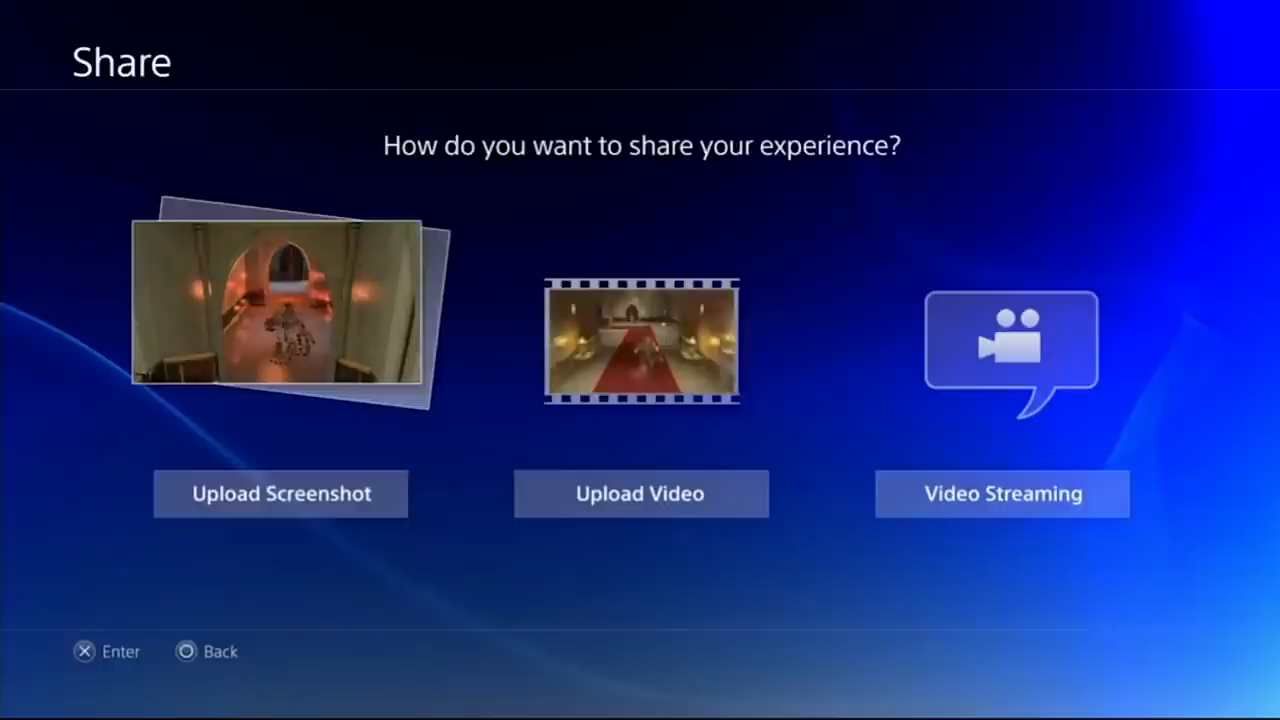 Share
How do you want to share your experience?
Upload Screenshot
Upload Video
Video Streaming
Enter
Back